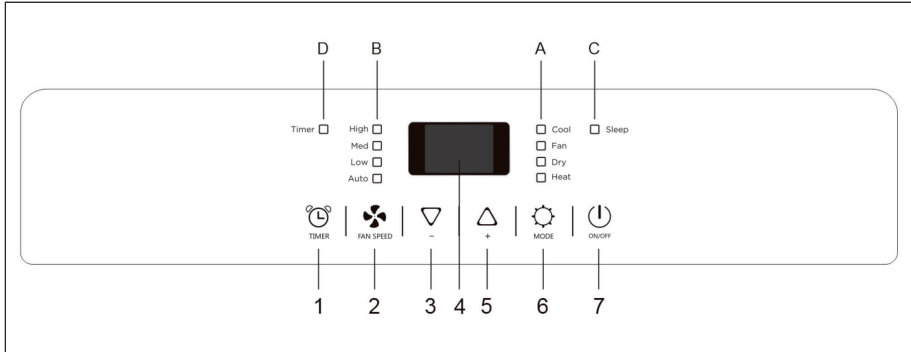 D B A C
Timer High Cool Sleep
Med Fan
Low Dry
Auto Heat
TIMER FAN SPEED − + MODE ON/OFF
1 2 3 4 5 6 7